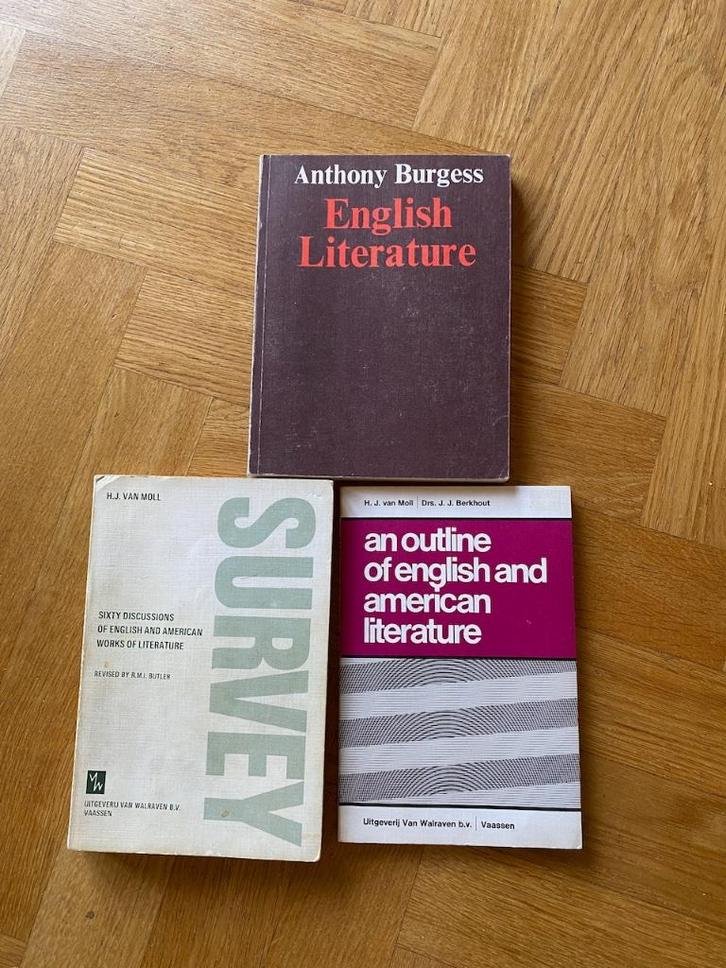 Anthony Burgess
English
Literature
H.J. VAN MOLL
SURVEY
SIXTY DISCUSSIONS
OF ENGLISH AND AMERICAN
WORKS OF LITERATURE
REVISED BY R.M.I. BUTLER
VW
UITGEVERIJ VAN WALRAVEN B.V.
VAASSEN
H. J. van Moll | Drs. J. J. Berkhout
an outline
of english and
american
literature
Uitgeverij Van Walraven b.v. | Vaassen